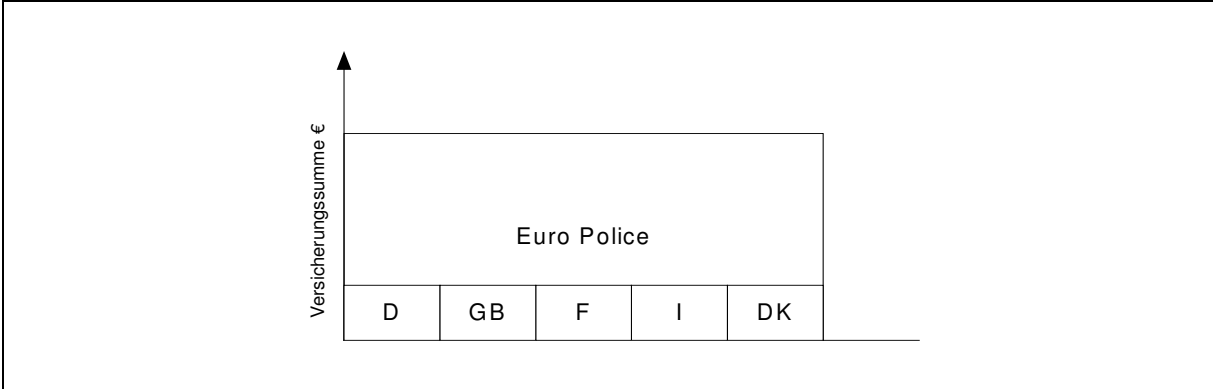 Versicherungssumme €
Euro Police
D GB F I DK